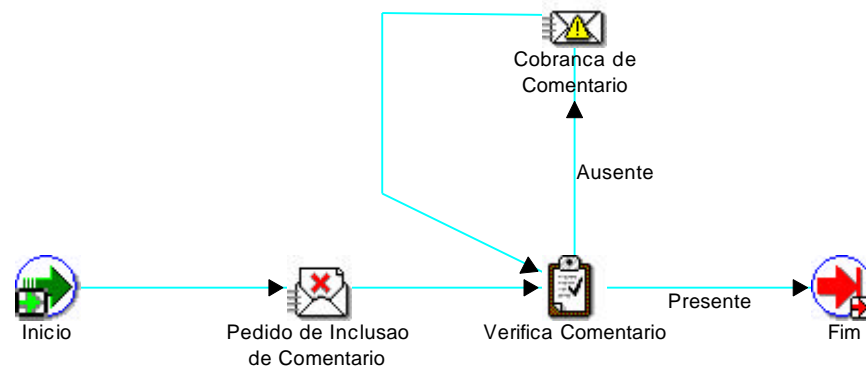 Cobranca de
Comentario
Ausente
Presente
Inicio
Pedido de Inclusao
de Comentario
Verifica Comentario
Fim